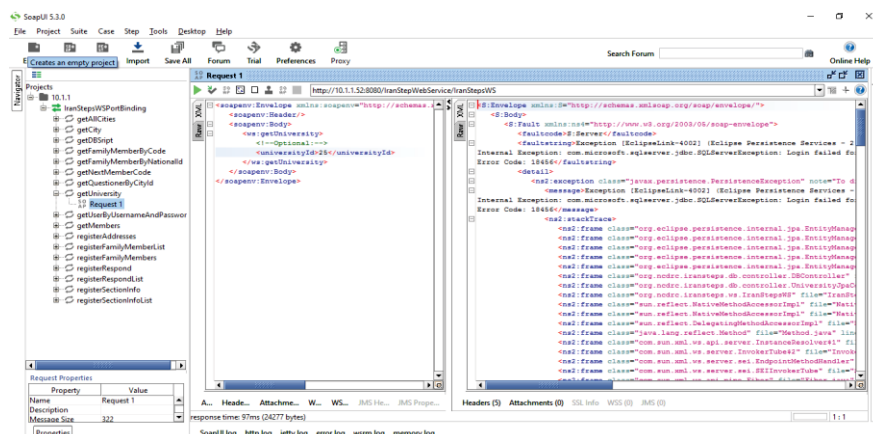 SoapUI 5.3.0
File Project Suite Case Step Tools Desktop Help
Import Save All Forum Trial Preferences Proxy
Search Forum
Online Help
Creates an empty project
Navigator
Projects
10.1.1
IranStepsWSPortBinding
getAllCities
getCity
getDBSript
getFamilyMemberByCode
getFamilyMemberByNationalId
getNextMemberCode
getQuestionerByCityId
getUniversity
Request 1
getUserByUsernameAndPasswor
getMembers
registerAddresses
registerFamilyMemberList
registerFamilyMembers
registerRespond
registerRespondList
registerSectionInfo
registerSectionInfoList
Request Properties
Property Value
Name Request 1
Description
Message Size 322
Properties
Request 1
http://10.1.1.52:8080/IranStepWebService/IranStepsWS
XML
Raw
<soapenv:Envelope xmlns:soapenv="http://schemas.
<soapenv:Header/>
<soapenv:Body>
<ws:getUniversity>
<!--Optional:-->
<universityId>25</universityId>
</ws:getUniversity>
</soapenv:Body>
</soapenv:Envelope>
A... Heade... Attachme... W... WS... JMS He... JMS Prope...
XML
Raw
<S:Envelope xmlns:S="http://schemas.xmlsoap.org/soap/envelope/">
<S:Body>
<S:Fault xmlns:ns4="http://www.w3.org/2003/05/soap-envelope">
<faultcode>S:Server</faultcode>
<faultstring>Exception [EclipseLink-4002] (Eclipse Persistence Services - 2
Internal Exception: com.microsoft.sqlserver.jdbc.SQLServerException: Login failed fo
Error Code: 18456</faultstring>
<detail>
<ns2:exception class="javax.persistence.PersistenceException" note="To d
<message>Exception [EclipseLink-4002] (Eclipse Persistence Services -
Internal Exception: com.microsoft.sqlserver.jdbc.SQLServerException: Login failed fo
Error Code: 18456</message>
<ns2:stackTrace>
<ns2:frame class="org.eclipse.persistence.internal.jpa.EntityManag
<ns2:frame class="org.eclipse.persistence.internal.jpa.EntityManag
<ns2:frame class="org.eclipse.persistence.internal.jpa.EntityManag
<ns2:frame class="org.eclipse.persistence.internal.jpa.EntityManag
<ns2:frame class="org.ncdrc.iransteps.db.controller.DBController"
<ns2:frame class="org.ncdrc.iransteps.db.controller.UniversityJpaC
<ns2:frame class="org.ncdrc.iransteps.ws.IranStepsWS" file="IranSt
<ns2:frame class="sun.reflect.NativeMethodAccessorImpl" file="Nati
<ns2:frame class="sun.reflect.NativeMethodAccessorImpl" file="Nati
<ns2:frame class="sun.reflect.DelegatingMethodAccessorImpl" file="
<ns2:frame class="java.lang.reflect.Method" file="Method.java" lin
<ns2:frame class="com.sun.xml.ws.api.server.InstanceResolver$1" fi
<ns2:frame class="com.sun.xml.ws.server.InvokerTube$2" file="Invok
<ns2:frame class="com.sun.xml.ws.server.sei.EndpointMethodHandler"
<ns2:frame class="com.sun.xml.ws.server.sei.SEIInvokerTube" file="
Headers (5) Attachments (0) SSL Info WSS (0) JMS (0)
response time: 97ms (24277 bytes)
1 : 1
SoapUI log http log jetty log error log wsrm log memory log